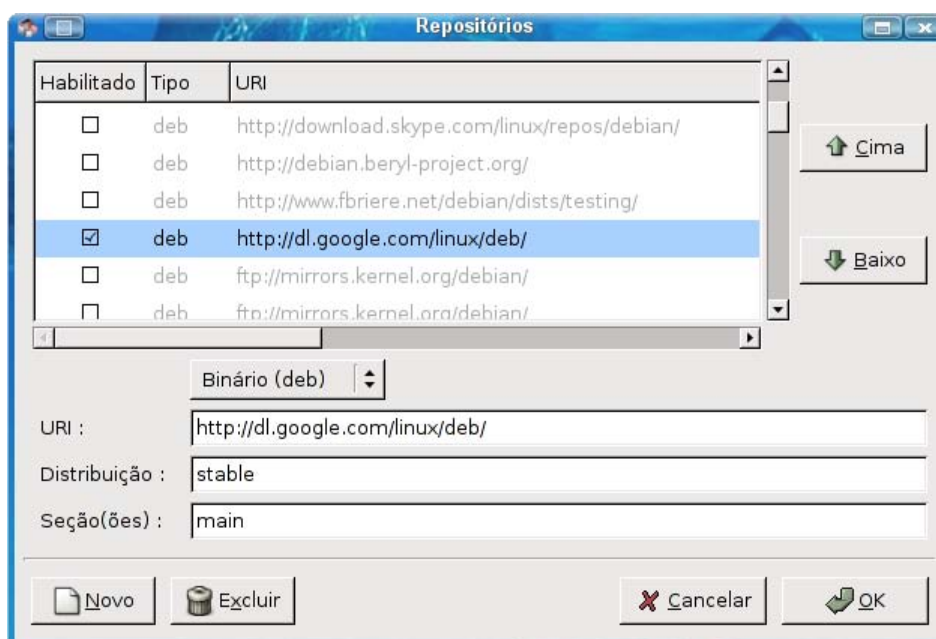 Repositórios
Habilitado Tipo URI
deb http://download.skype.com/linux/repos/debian/
deb http://debian.beryl-project.org/
deb http://www.fbriere.net/debian/dists/testing/
deb http://dl.google.com/linux/deb/
deb ftp://mirrors.kernel.org/debian/
deb ftp://mirrors.kernel.org/debian/
Cima
Baixo
Binário (deb)
URI : http://dl.google.com/linux/deb/
Distribuição : stable
Seção(ões) : main
Novo Excluir Cancelar OK